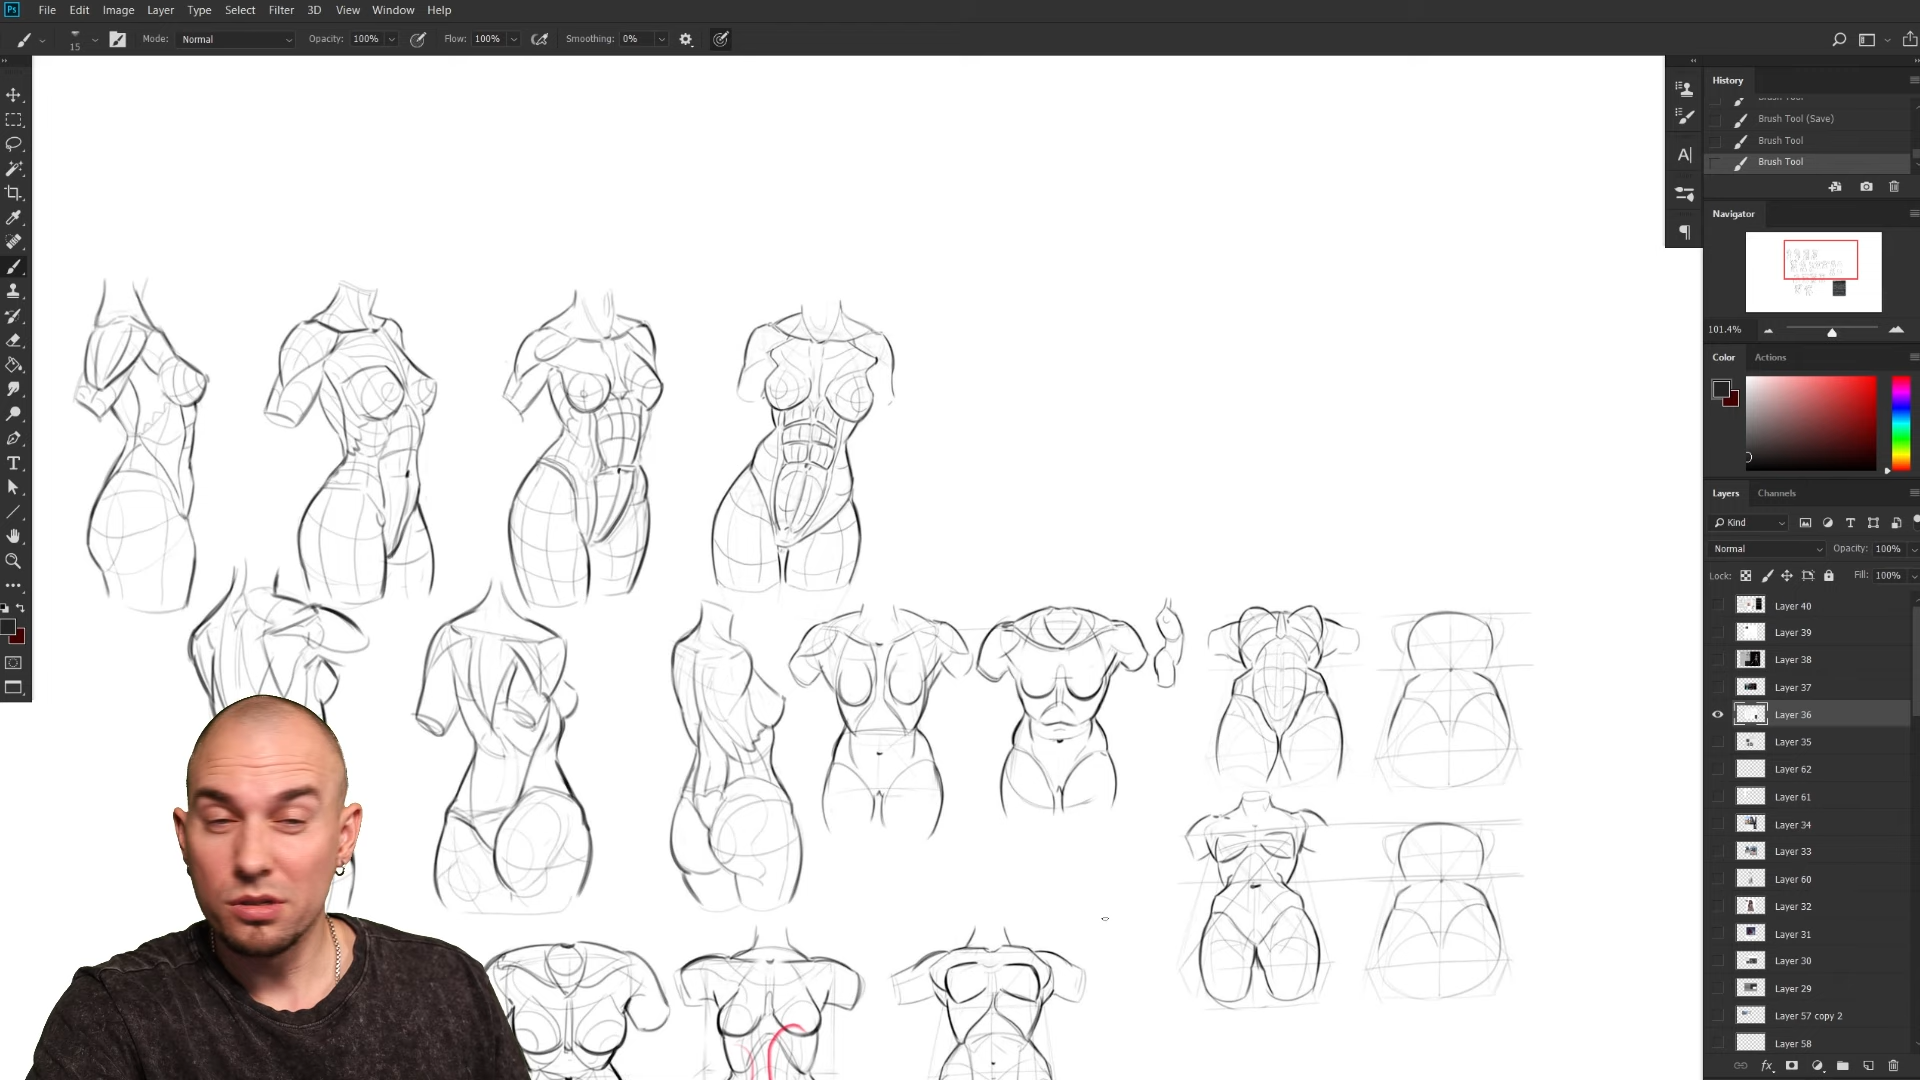 Ps File Edit Image Layer Type Select Filter 3D View Window Help
15 Mode: Normal Opacity: 100% Flow: 100% Smoothing: 0%
History
Brush Tool
Brush Tool (Save)
Brush Tool
Brush Tool
Navigator
101.4%
Color Actions
Layers Channels
Kind
Normal Opacity: 100%
Lock: Fill: 100%
Layer 40
Layer 39
Layer 38
Layer 37
Layer 36
Layer 35
Layer 62
Layer 61
Layer 34
Layer 33
Layer 60
Layer 32
Layer 31
Layer 30
Layer 29
Layer 57 copy 2
Layer 58
fx